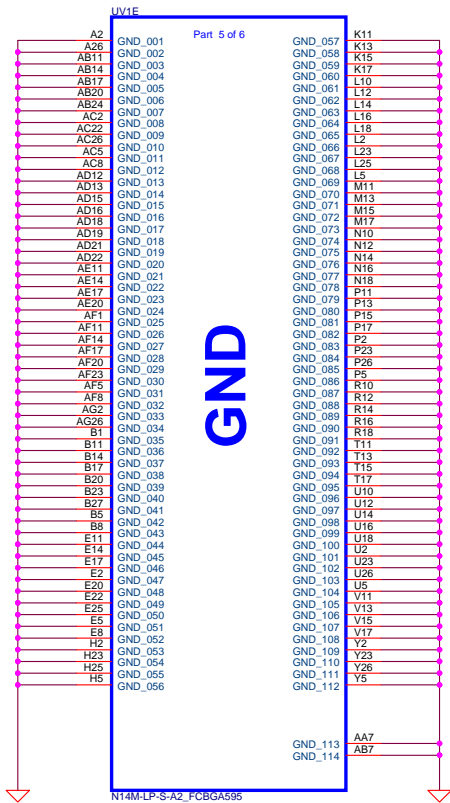 UV1E
Part 5 of 6
A2 GND_001 GND_057 K11
A26 GND_002 GND_058 K13
AB11 GND_003 GND_059 K15
AB14 GND_004 GND_060 K17
AB17 GND_005 GND_061 L10
AB20 GND_006 GND_062 L12
AB24 GND_007 GND_063 L14
AC2 GND_008 GND_064 L16
AC22 GND_009 GND_065 L18
AC26 GND_010 GND_066 L2
AC5 GND_011 GND_067 L23
AC8 GND_012 GND_068 L25
AD12 GND_013 GND_069 L5
AD13 GND_014 GND_070 M11
AD15 GND_015 GND_071 M13
AD16 GND_016 GND_072 M15
AD18 GND_017 GND_073 M17
AD19 GND_018 GND_074 N10
AD21 GND_019 GND_075 N12
AD22 GND_020 GND_076 N14
AE11 GND_021 GND_077 N16
AE14 GND_022 GND_078 N18
AE17 GND_023 GND_079 P11
AE20 GND_024 GND_080 P13
AF1 GND_025 GND_081 P15
AF11 GND_026 GND_082 P17
AF14 GND_027 GND_083 P2
AF17 GND_028 GND_084 P23
AF20 GND_029 GND_085 P26
AF23 GND_030 GND_086 P5
AF5 GND_031 GND_087 R10
AF8 GND_032 GND_088 R12
AG2 GND_033 GND_089 R14
AG26 GND_034 GND_090 R16
B1 GND_035 GND_091 R18
B11 GND_036 GND_092 T11
B14 GND_037 GND_093 T13
B17 GND_038 GND_094 T15
B20 GND_039 GND_095 T17
B23 GND_040 GND_096 U10
B27 GND_041 GND_097 U12
B5 GND_042 GND_098 U14
B8 GND_043 GND_099 U16
E11 GND_044 GND_100 U18
E14 GND_045 GND_101 U2
E17 GND_046 GND_102 U23
E2 GND_047 GND_103 U26
E20 GND_048 GND_104 U5
E22 GND_049 GND_105 V11
E25 GND_050 GND_106 V13
E5 GND_051 GND_107 V15
E8 GND_052 GND_108 V17
H2 GND_053 GND_109 Y2
H23 GND_054 GND_110 Y23
H25 GND_055 GND_111 Y26
H5 GND_056 GND_112 Y5
GND
GND_113 AA7
GND_114 AB7
N14M-LP-S-A2_FCBGA595